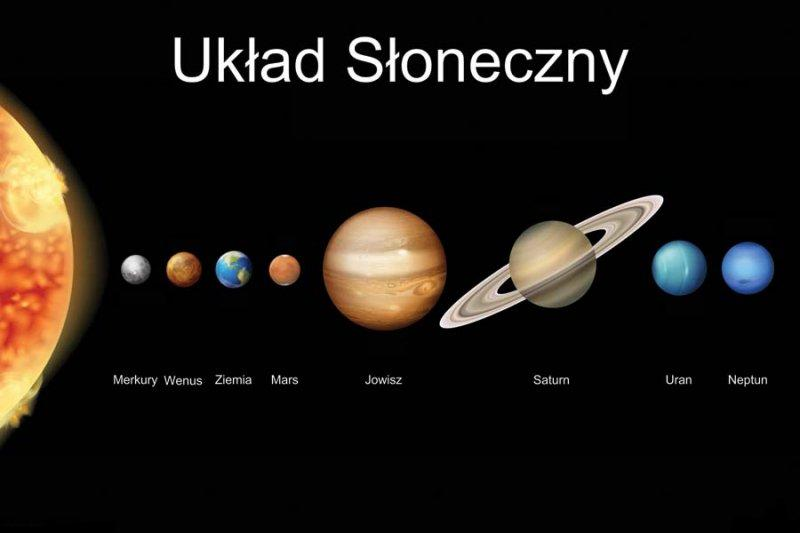 Układ Słoneczny
Merkury Wenus Ziemia Mars Jowisz Saturn Uran Neptun